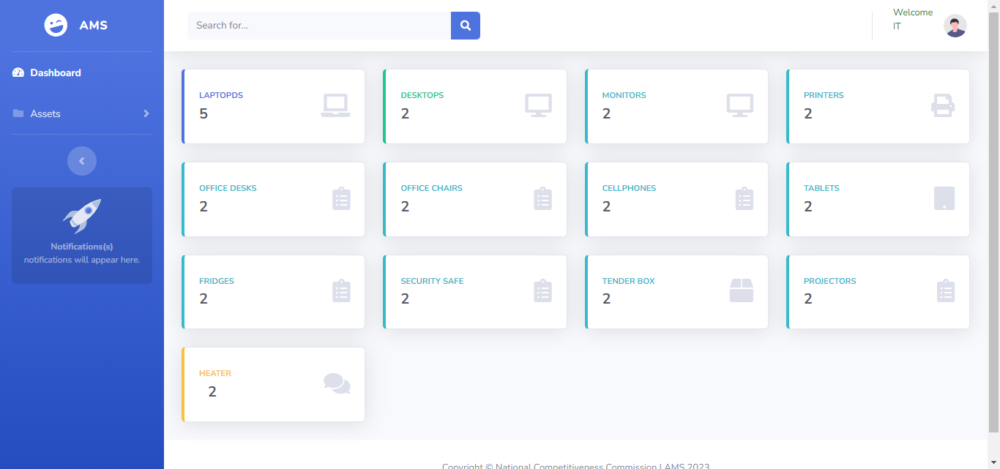 AMS
Search for...
Welcome
IT
Dashboard
Assets
Notifications(s)
notifications will appear here.
LAPTOPDS
5
DESKTOPS
2
MONITORS
2
PRINTERS
2
OFFICE DESKS
2
OFFICE CHAIRS
2
CELLPHONES
2
TABLETS
2
FRIDGES
2
SECURITY SAFE
2
TENDER BOX
2
PROJECTORS
2
HEATER
2
Copyright © National Competitiveness Commission | AMS 2023